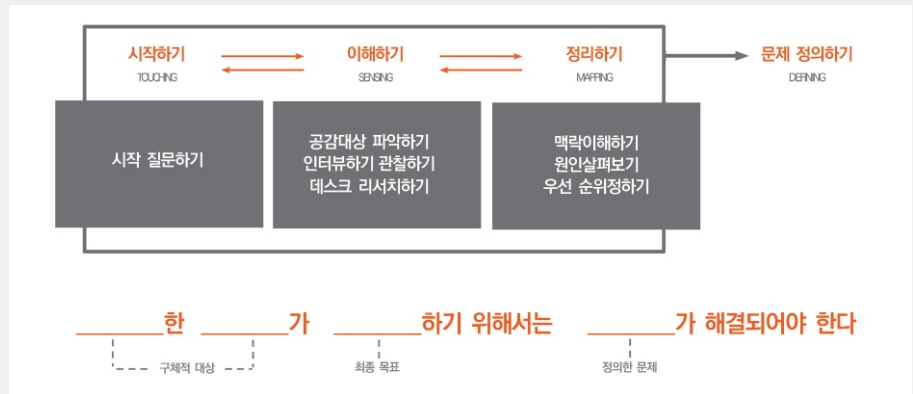 시작하기 이해하기 정리하기 문제 정의하기
TOUCHING SENSING MAPPING DEFINING
시작 질문하기
공감대상 파악하기
인터뷰하기 관찰하기
데스크 리서치하기
맥락이해하기
원인살펴보기
우선 순위정하기
______한 ______가 ______하기 위해서는 ______가 해결되어야 한다
구체적 대상 최종 목표 정의한 문제